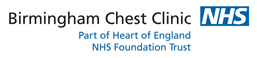 Birmingham Chest Clinic NHS
Part of Heart of England
NHS Foundation Trust